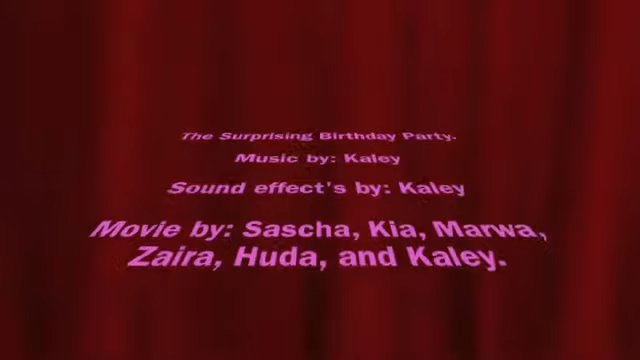 The Surprising Birthday Party.
Music by: Kaley
Sound effect's by: Kaley
Movie by: Sascha, Kia, Marwa,
Zaira, Huda, and Kaley.